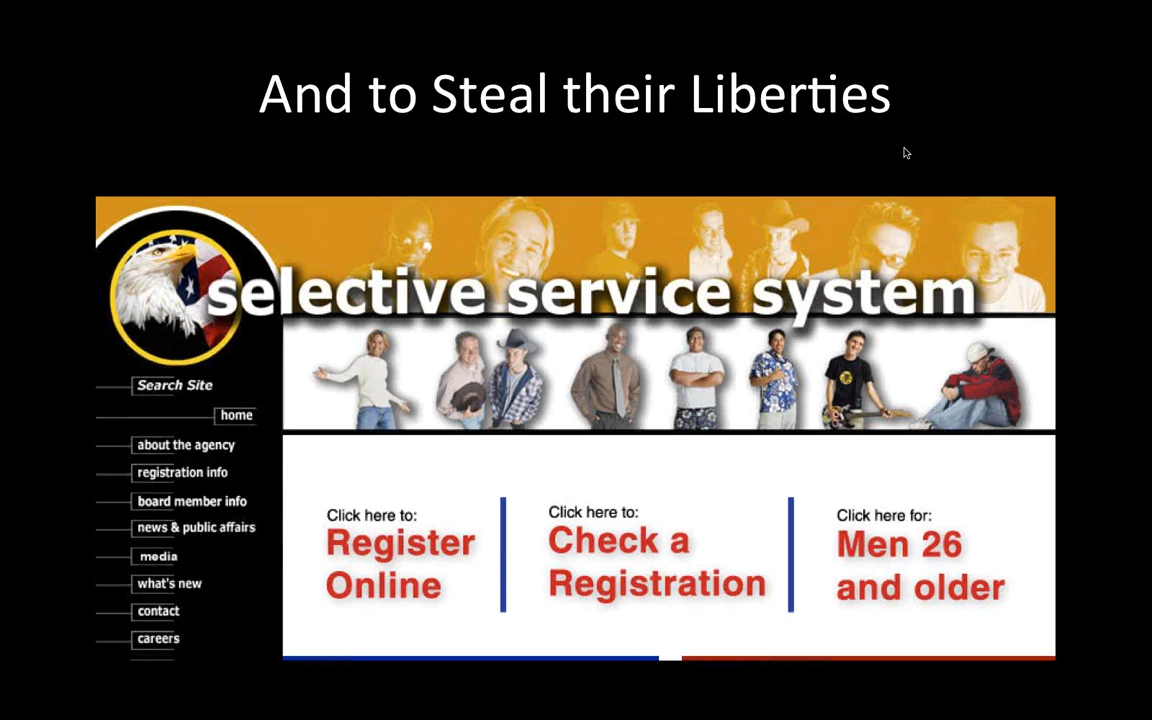 And to Steal their Liberties
selective service system
Search Site
home
about the agency
registration info
board member info
news & public affairs
media
what's new
contact
careers
Click here to:
Register
Online
Click here to:
Check a
Registration
Click here for:
Men 26
and older